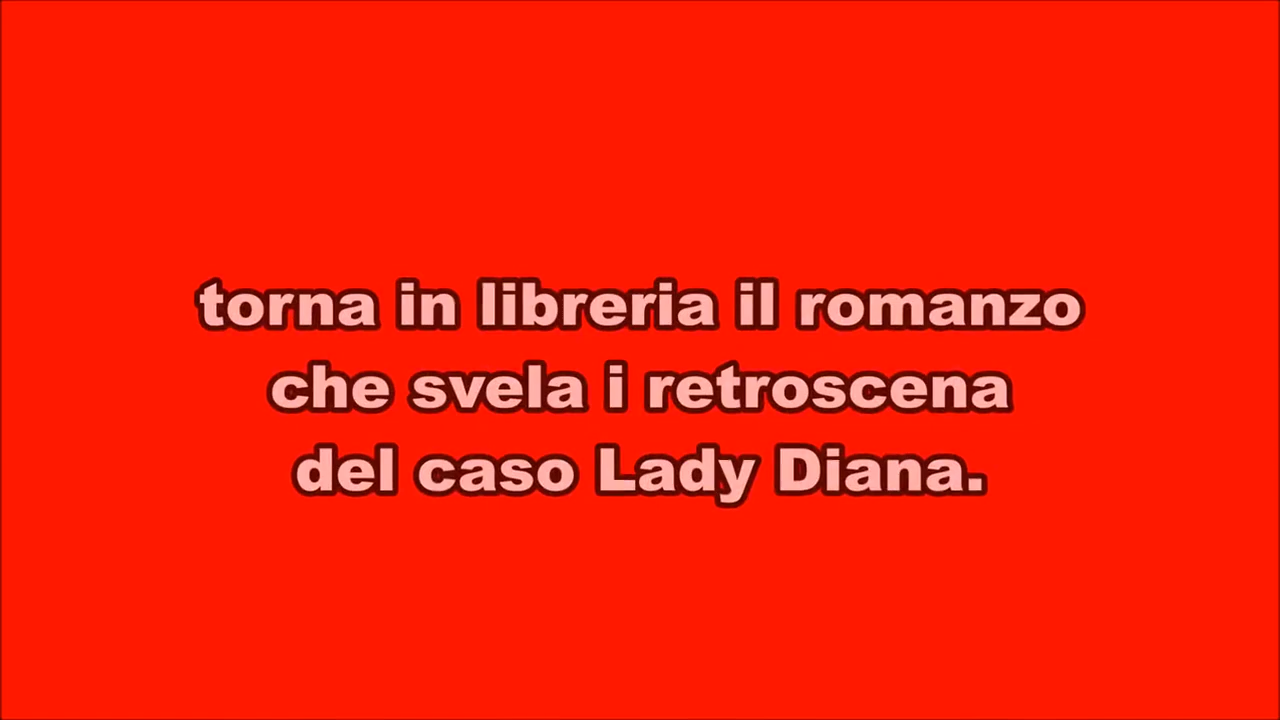 torna in libreria il romanzo
che svela i retroscena
del caso Lady Diana.